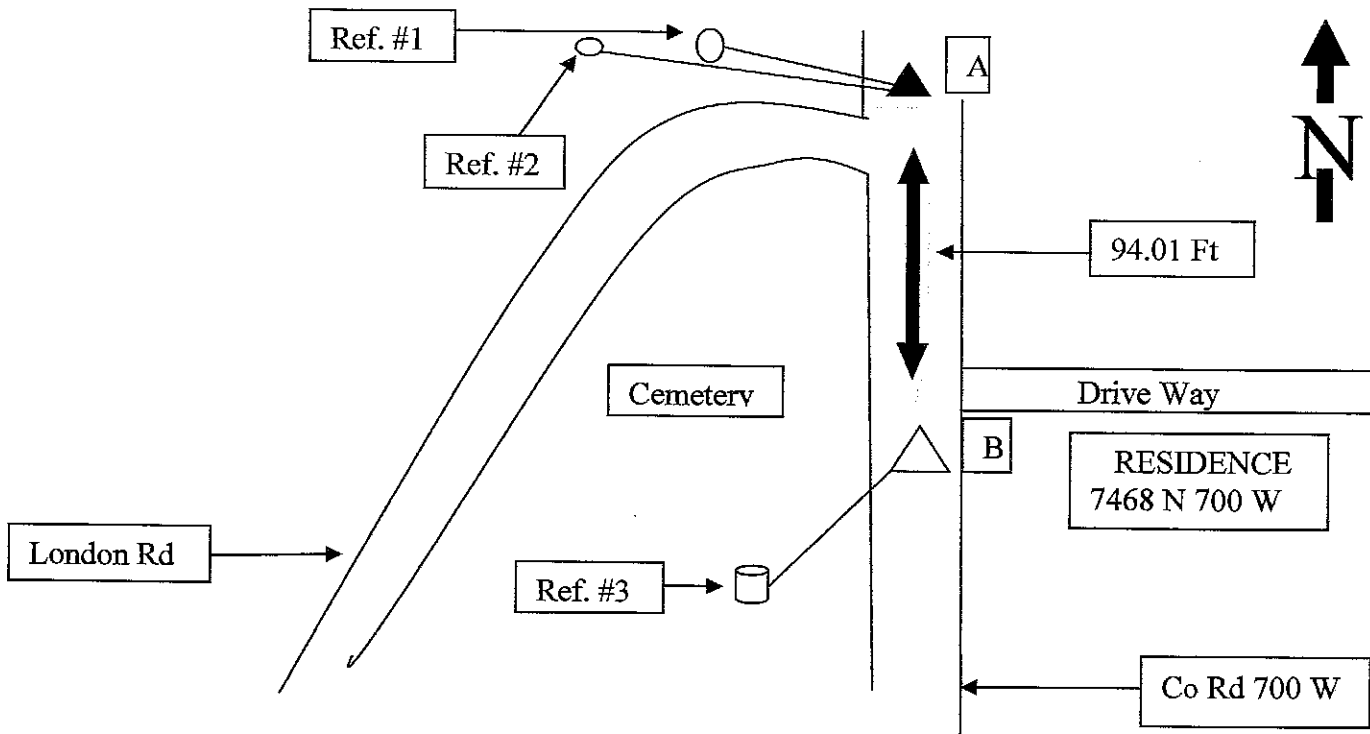 Ref. #1
A
N
Ref. #2
94.01 Ft
Cemetery
Drive Way
B
RESIDENCE
7468 N 700 W
London Rd
Ref. #3
Co Rd 700 W